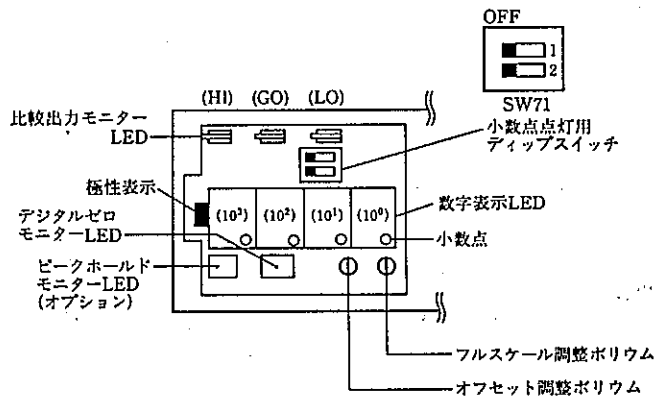 OFF
1
2
SW71
(HI) (GO) (LO)
比較出力モニター
LED
小数点点灯用
ディップスイッチ
極性表示
(10³) (10²) (10¹) (10⁰)
数字表示LED
デジタルゼロ
モニターLED
小数点
ピークホールド
モニターLED
(オプション)
フルスケール調整ボリウム
オフセット調整ボリウム